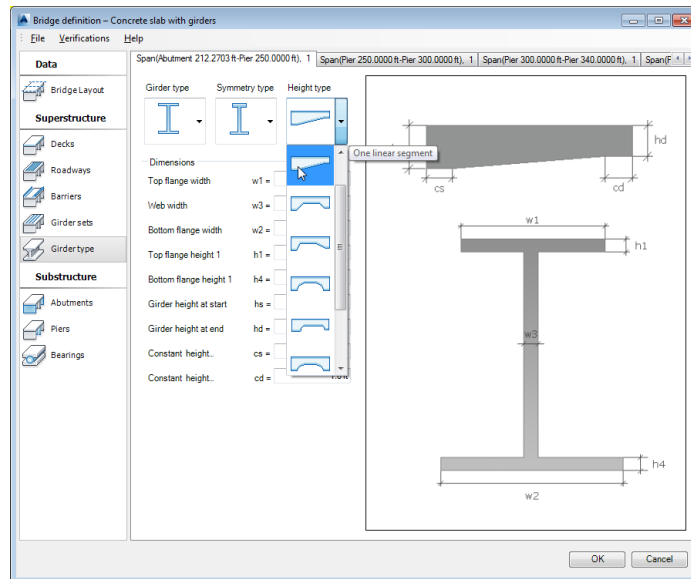 Bridge definition – Concrete slab with girders
File Verifications Help
Data
Bridge Layout
Superstructure
Decks
Roadways
Barriers
Girder sets
Girder type
Substructure
Abutments
Piers
Bearings
Span(Abutment 212.2703 ft-Pier 250.0000 ft), 1 Span(Pier 250.0000 ft-Pier 300.0000 ft), 1 Span(Pier 300.0000 ft-Pier 340.0000 ft), 1 Span(F
Girder type Symmetry type Height type
One linear segment
Dimensions
Top flange width w1 =
Web width w3 =
Bottom flange width w2 =
Top flange height 1 h1 =
Bottom flange height 1 h4 =
Girder height at start hs =
Girder height at end hd =
Constant height.. cs =
Constant height.. cd =
hd
cs cd
w1
h1
w3
h4
w2
OK Cancel